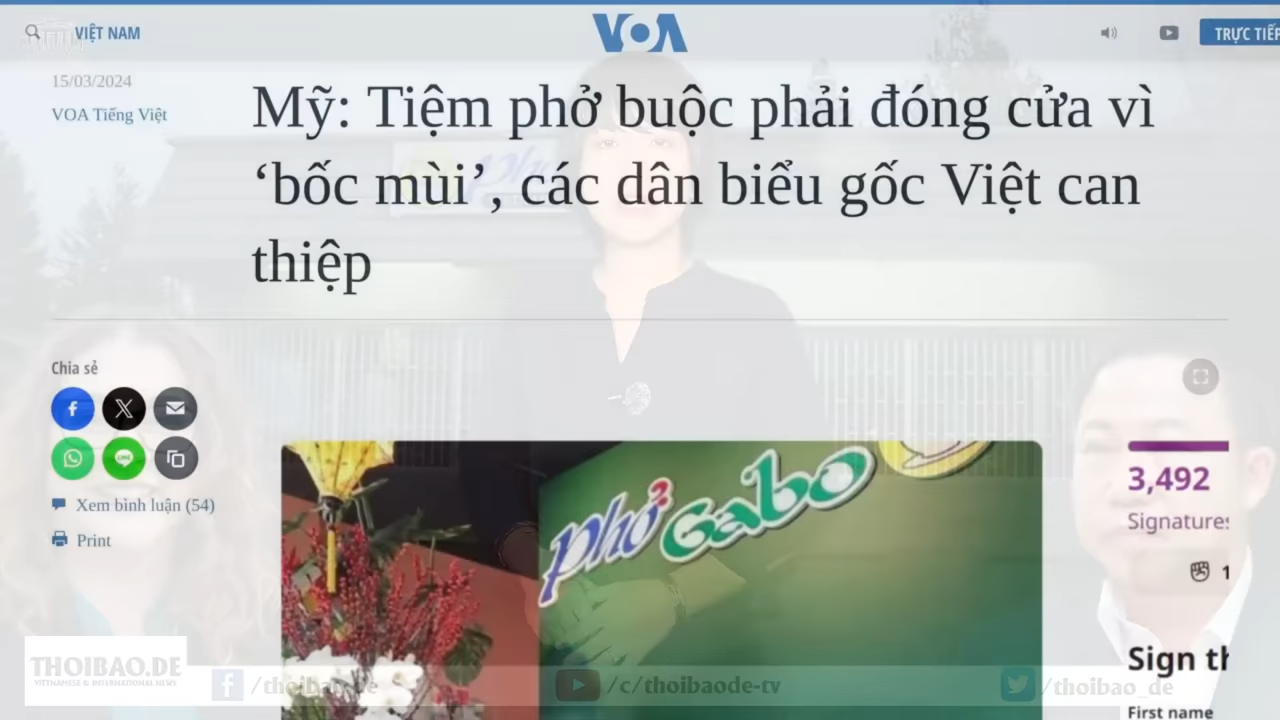 VIỆT NAM
VOA
TRỰC TIẾP
15/03/2024
VOA Tiếng Việt
Mỹ: Tiệm phở buộc phải đóng cửa vì
‘bốc mùi’, các dân biểu gốc Việt can
thiệp
Chia sẻ
Xem bình luận (54)
Print
phở Gabo
3,492
Signatures
1
Sign th
First name
THOIBAO.DE
VIETNAMESE & INTERNATIONAL NEWS
/thoibao_de
/c/thoibaode-tv
/thoibao_de